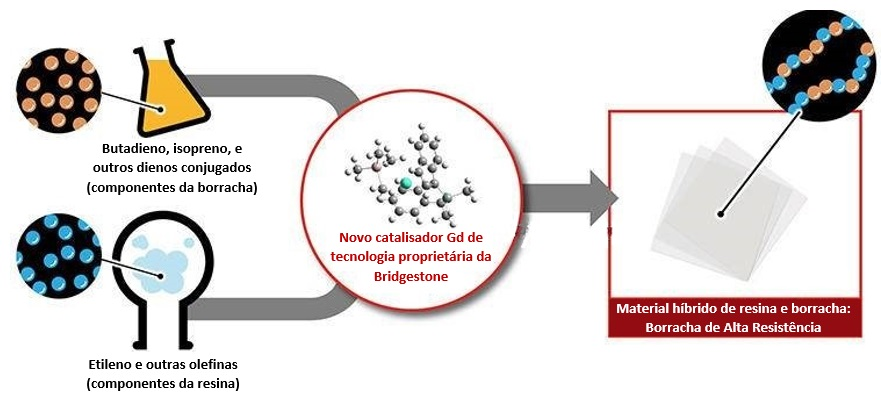 Butadieno, isopreno, e
outros dienos conjugados
(componentes da borracha)
Novo catalisador Gd de
tecnologia proprietária da
Bridgestone
Material híbrido de resina e borracha:
Borracha de Alta Resistência
Etileno e outras olefinas
(componentes da resina)